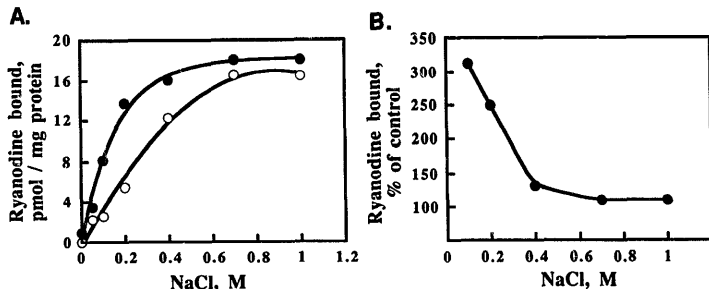 A.
Ryanodine bound,
pmol / mg protein
20
16
12
8
4
0
0 0.2 0.4 0.6 0.8 1 1.2
NaCl, M
B.
Ryanodine bound,
% of control
350
300
250
200
150
100
0 0 0.2 0.4 0.6 0.8 1
NaCl, M